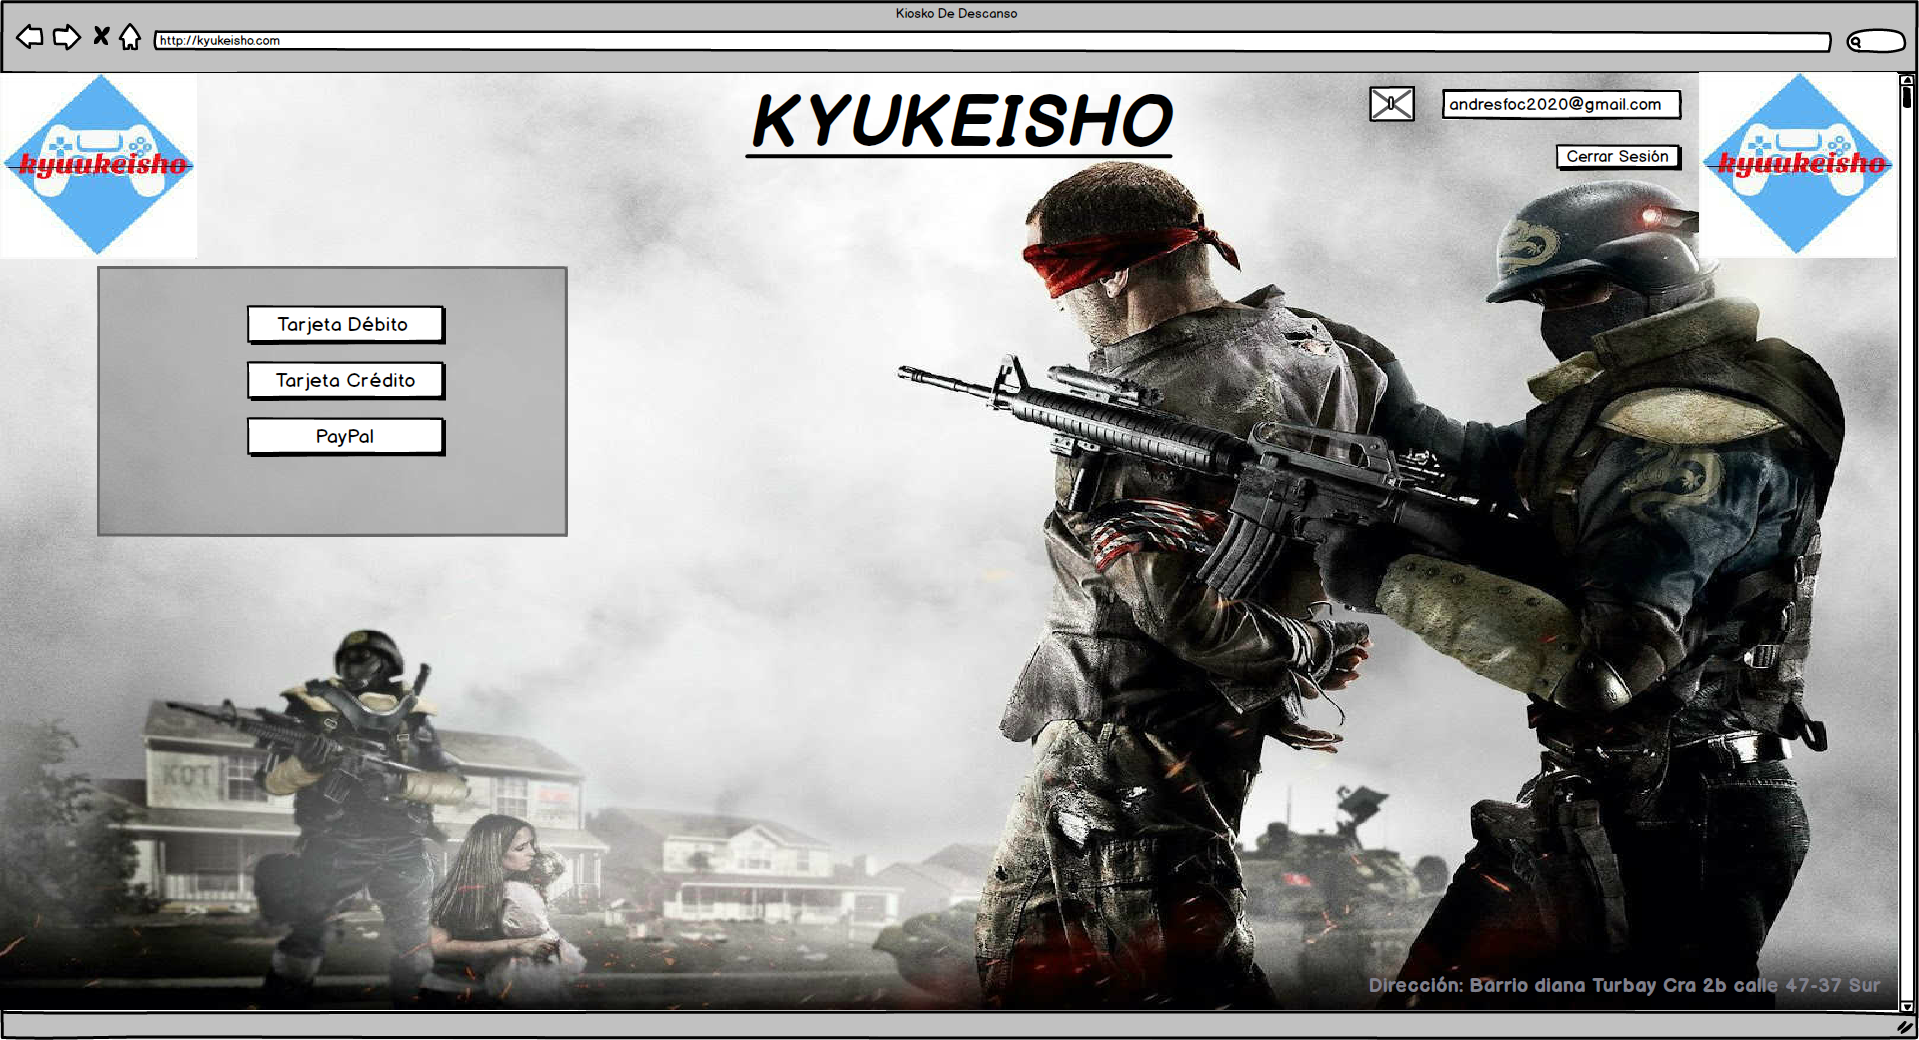 Kiosko De Descanso
http://kyukeisho.com
KYUKEISHO
andresfoc2020@gmail.com
Cerrar Sesión
kyuukeisho
kyuukeisho
Tarjeta Débito
Tarjeta Crédito
PayPal
KOT
Dirección: Barrio diana Turbay Cra 2b calle 47-37 Sur